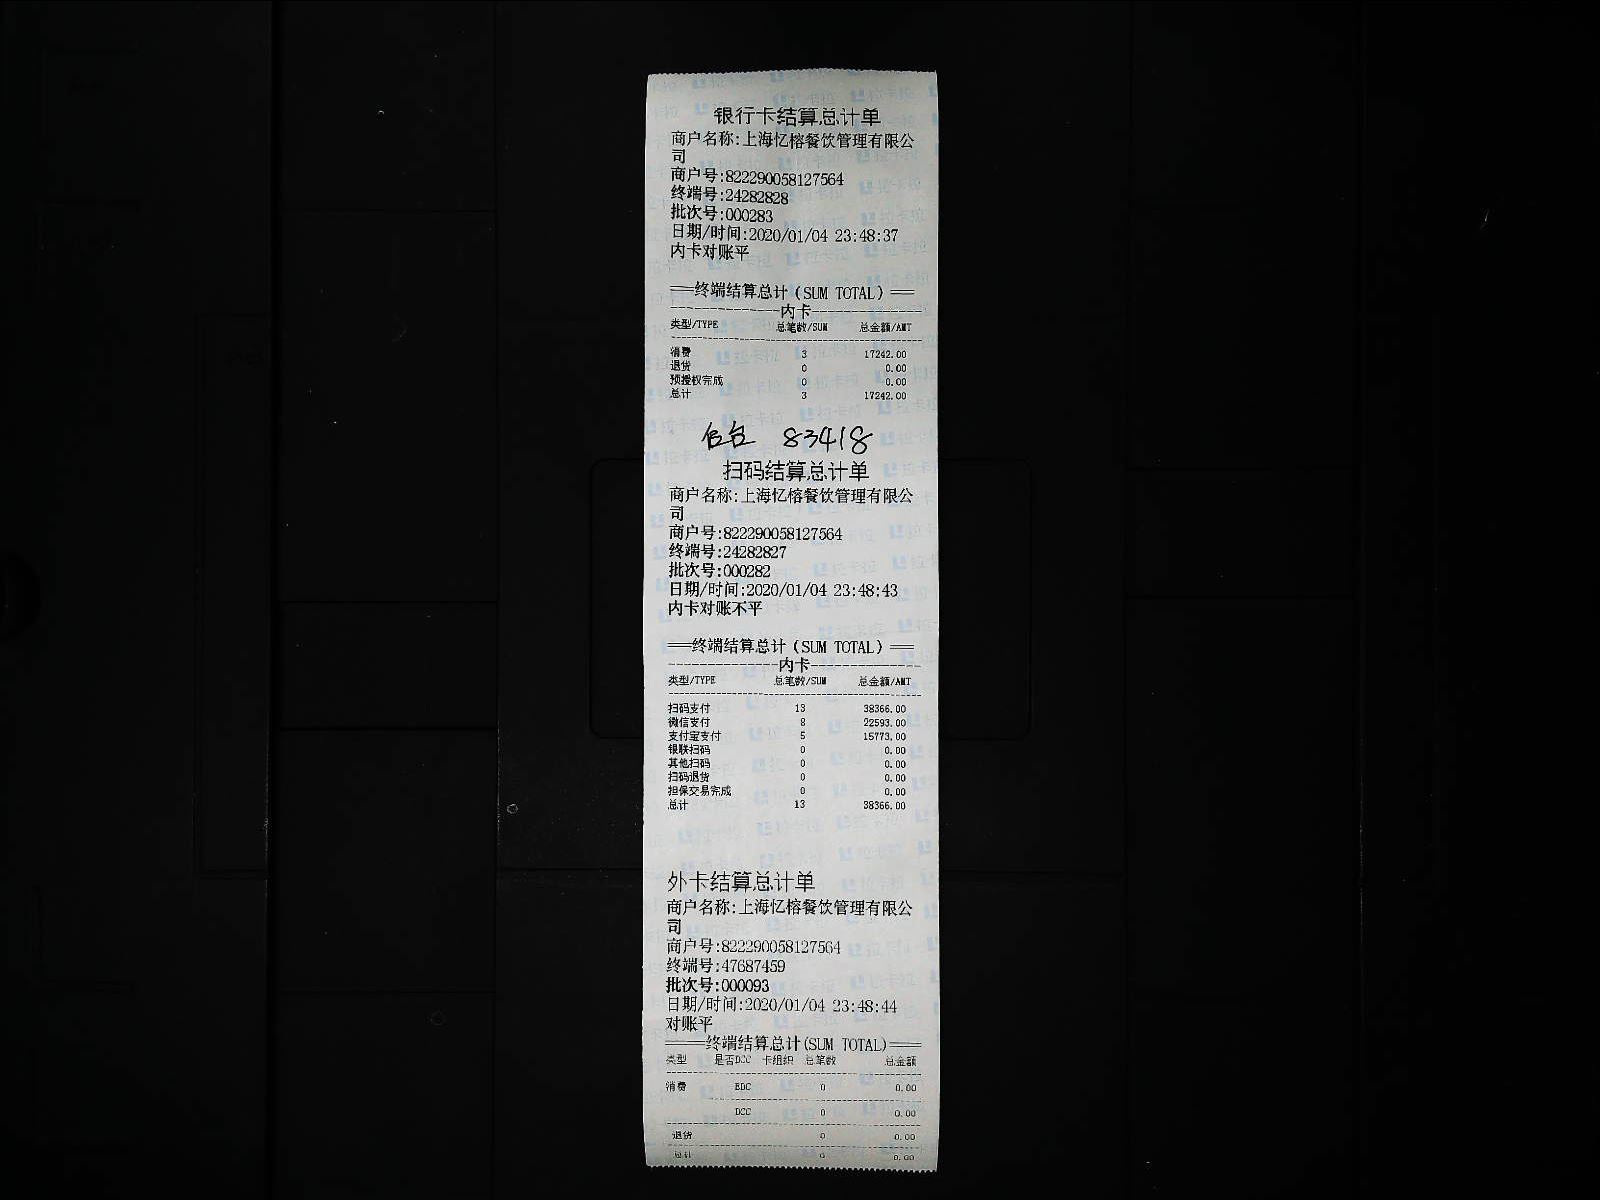 银行卡结算总计单
商户名称:上海忆榕餐饮管理有限公
司
商户号:822290058127564
终端号:24282828
批次号:000283
日期/时间:2020/01/04 23:48:37
内卡对账平
===终端结算总计(SUM TOTAL)===
--------------内卡--------------
类型/TYPE 总笔数/SUM 总金额/AMT
消费 3 17242.00
退货 0 0.00
预授权完成 0 0.00
总计 3 17242.00
83418
扫码结算总计单
商户名称:上海忆榕餐饮管理有限公
司
商户号:822290058127564
终端号:24282827
批次号:000282
日期/时间:2020/01/04 23:48:43
内卡对账不平
===终端结算总计(SUM TOTAL)===
--------------内卡--------------
类型/TYPE 总笔数/SUM 总金额/AMT
扫码支付 13 38366.00
微信支付 8 22593.00
支付宝支付 5 15773.00
银联扫码 0 0.00
其他扫码 0 0.00
扫码退货 0 0.00
担保交易完成 0 0.00
总计 13 38366.00
外卡结算总计单
商户名称:上海忆榕餐饮管理有限公
司
商户号:822290058127564
终端号:47687459
批次号:000093
日期/时间:2020/01/04 23:48:44
对账平
=====终端结算总计(SUM TOTAL)=====
类型 是否DCC 卡组织 总笔数 总金额
消费 EDC 0 0.00
DCC 0 0.00
退货 0 0.00
总计 0 0.00